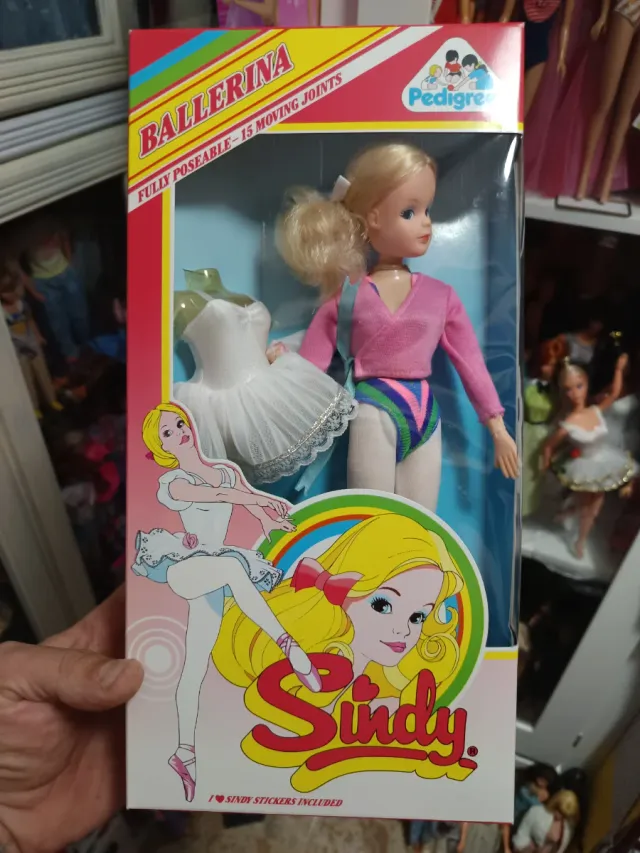 BALLERINA
FULLY POSEABLE - 15 MOVING JOINTS
Pedigree
Sindy®
I ♥ SINDY STICKERS INCLUDED